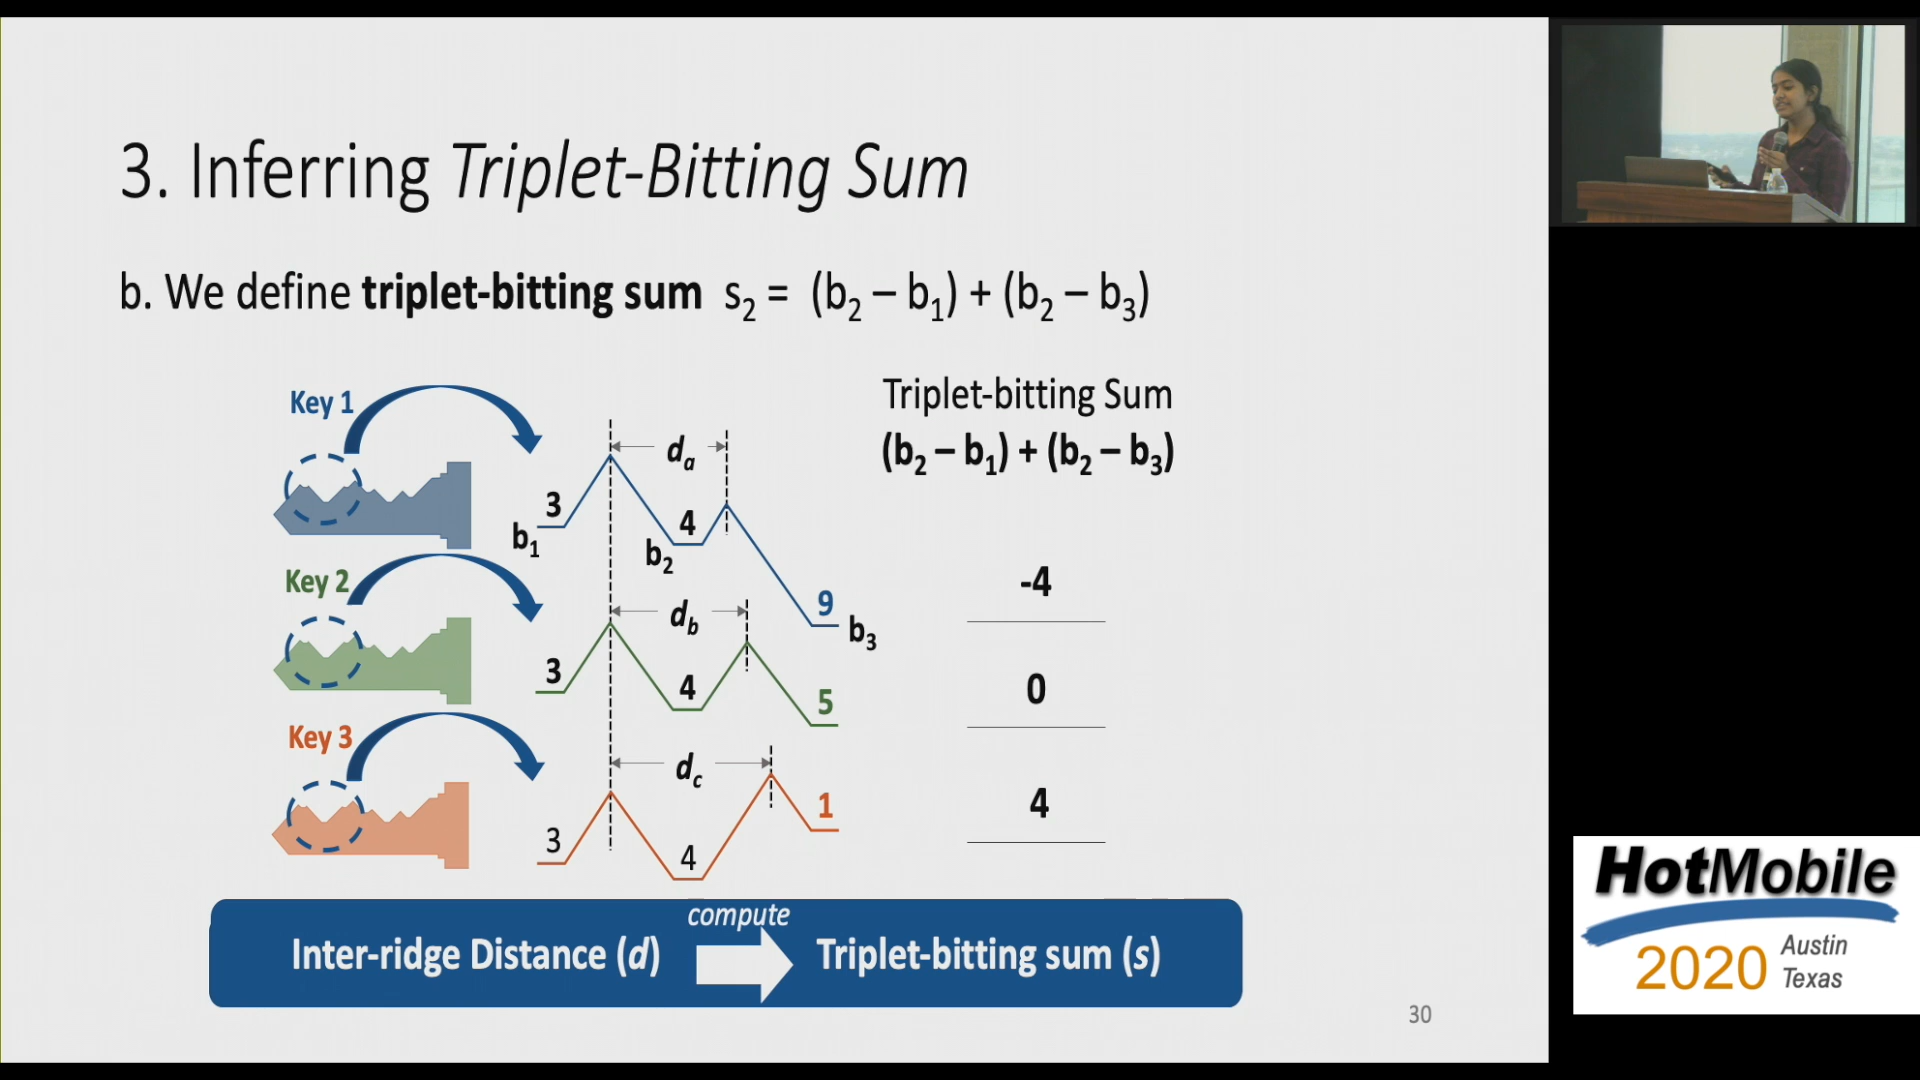 3. Inferring Triplet-Bitting Sum
b. We define triplet-bitting sum s₂ = (b₂ – b₁) + (b₂ – b₃)
Key 1
Key 2
Key 3
dₐ
3
b₁
4
b₂
9
b₃
d_b
3
4
5
d_c
3
4
1
Triplet-bitting Sum
(b₂ – b₁) + (b₂ – b₃)
-4
0
4
Inter-ridge Distance (d)
compute
Triplet-bitting sum (s)
30
HotMobile
2020
Austin
Texas